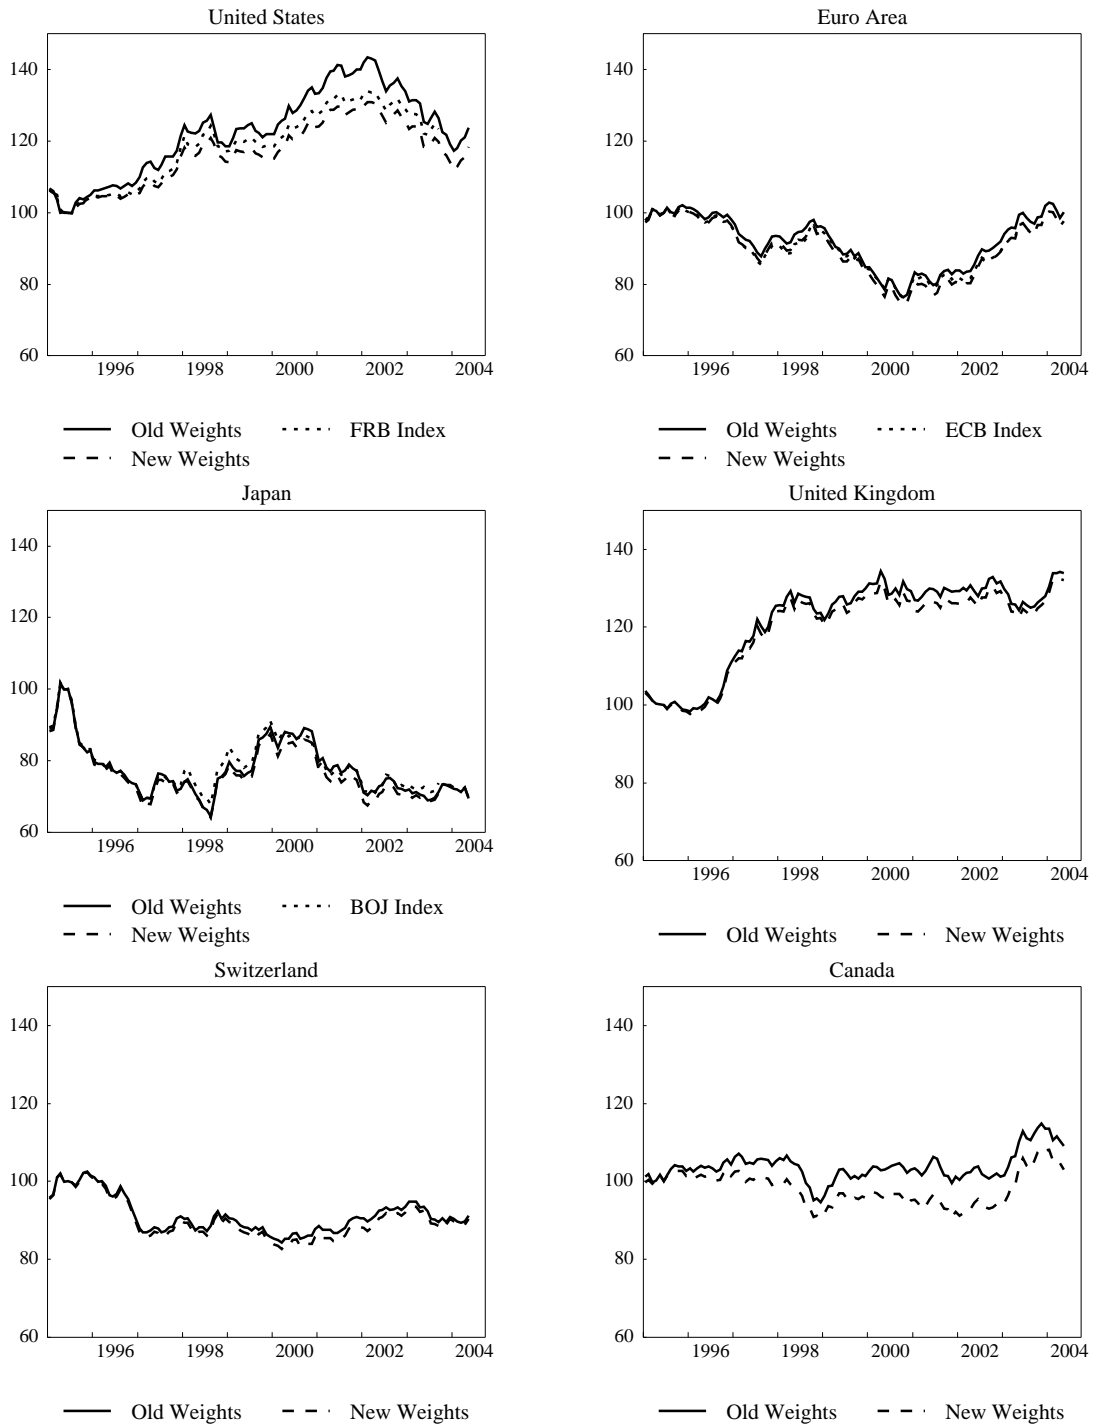 United States
140
120
100
80
60
1996 1998 2000 2002 2004
Old Weights FRB Index
New Weights
Euro Area
140
120
100
80
60
1996 1998 2000 2002 2004
Old Weights ECB Index
New Weights
Japan
140
120
100
80
60
1996 1998 2000 2002 2004
Old Weights BOJ Index
New Weights
United Kingdom
140
120
100
80
60
1996 1998 2000 2002 2004
Old Weights New Weights
Switzerland
140
120
100
80
60
1996 1998 2000 2002 2004
Old Weights New Weights
Canada
140
120
100
80
60
1996 1998 2000 2002 2004
Old Weights New Weights